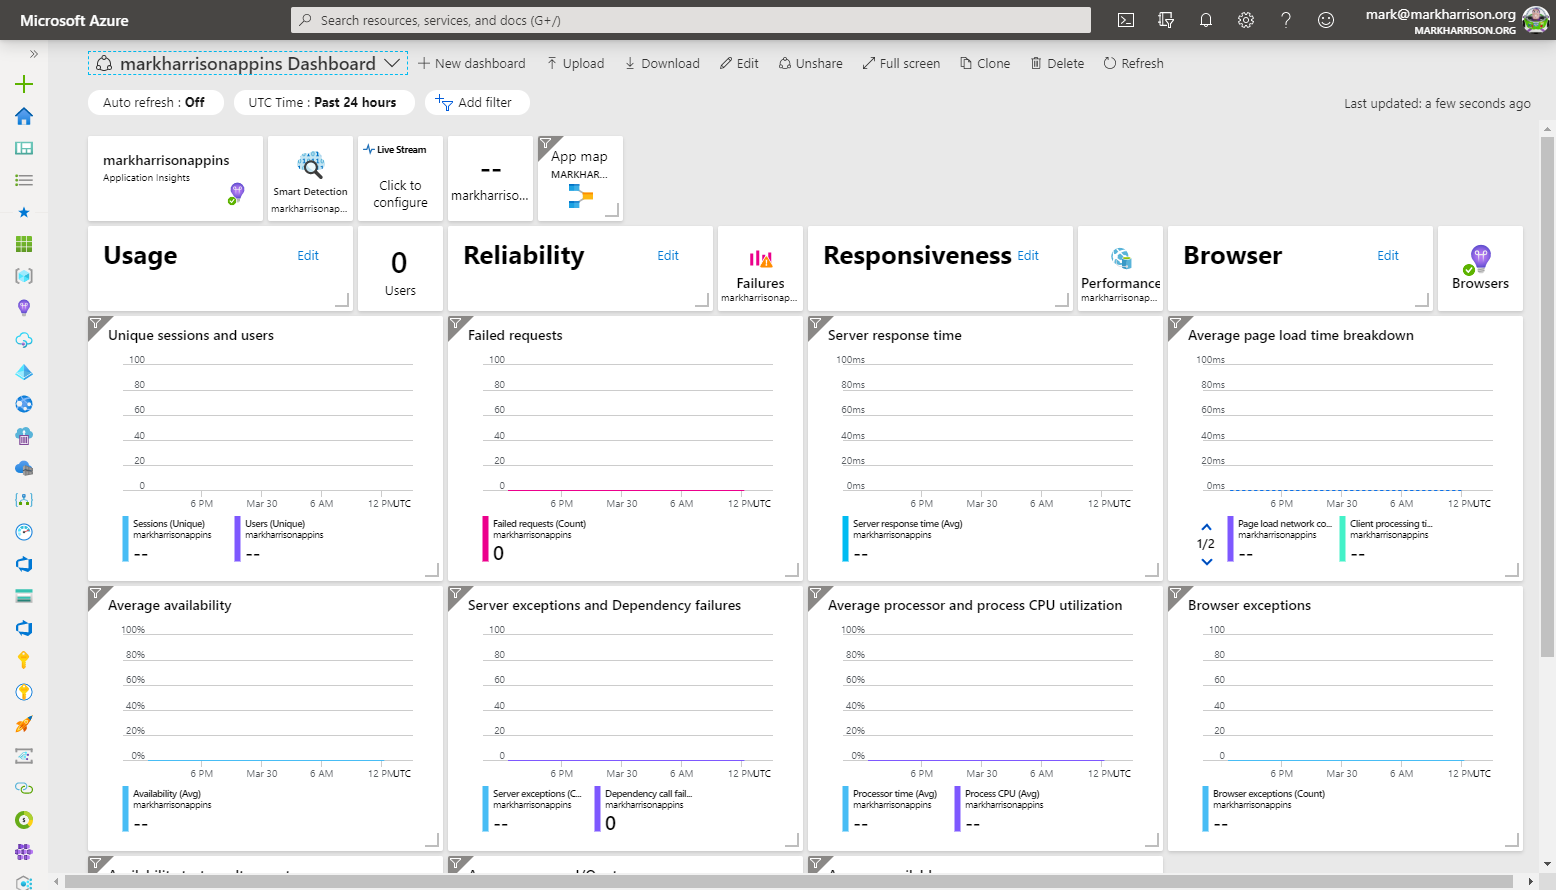 Microsoft Azure
Search resources, services, and docs (G+/)
mark@markharrison.org
MARKHARRISON.ORG
markharrisonappins Dashboard
New dashboard
Upload
Download
Edit
Unshare
Full screen
Clone
Delete
Refresh
Auto refresh : Off
UTC Time : Past 24 hours
Add filter
Last updated: a few seconds ago
markharrisonappins
Application Insights
Smart Detection
markharrisonap...
Live Stream
Click to
configure
--
markharriso...
App map
MARKHAR...
Usage
Edit
0
Users
Reliability
Edit
Failures
markharrisonap...
Responsiveness
Edit
Performance
markharrisonap...
Browser
Edit
Browsers
Unique sessions and users
100
80
60
40
20
0
6 PM
Mar 30
6 AM
12 PM
UTC
Sessions (Unique)
markharrisonappins
--
Users (Unique)
markharrisonappins
--
Failed requests
100
80
60
40
20
0
6 PM
Mar 30
6 AM
12 PM
UTC
Failed requests (Count)
markharrisonappins
0
Server response time
100ms
80ms
60ms
40ms
20ms
0ms
6 PM
Mar 30
6 AM
12 PM
UTC
Server response time (Avg)
markharrisonappins
--
Average page load time breakdown
100ms
80ms
60ms
40ms
20ms
0ms
6 PM
Mar 30
6 AM
12 PM
UTC
1/2
Page load network co...
markharrisonappins
--
Client processing ti...
markharrisonappins
--
Average availability
100%
80%
60%
40%
20%
0%
6 PM
Mar 30
6 AM
12 PM
UTC
Availability (Avg)
markharrisonappins
--
Server exceptions and Dependency failures
100
80
60
40
20
0
6 PM
Mar 30
6 AM
12 PM
UTC
Server exceptions (C...
markharrisonappins
--
Dependency call fail...
markharrisonappins
0
Average processor and process CPU utilization
100%
80%
60%
40%
20%
0%
6 PM
Mar 30
6 AM
12 PM
UTC
Processor time (Avg)
markharrisonappins
--
Process CPU (Avg)
markharrisonappins
--
Browser exceptions
100
80
60
40
20
0
6 PM
Mar 30
6 AM
12 PM
UTC
Browser exceptions (Count)
markharrisonappins
--